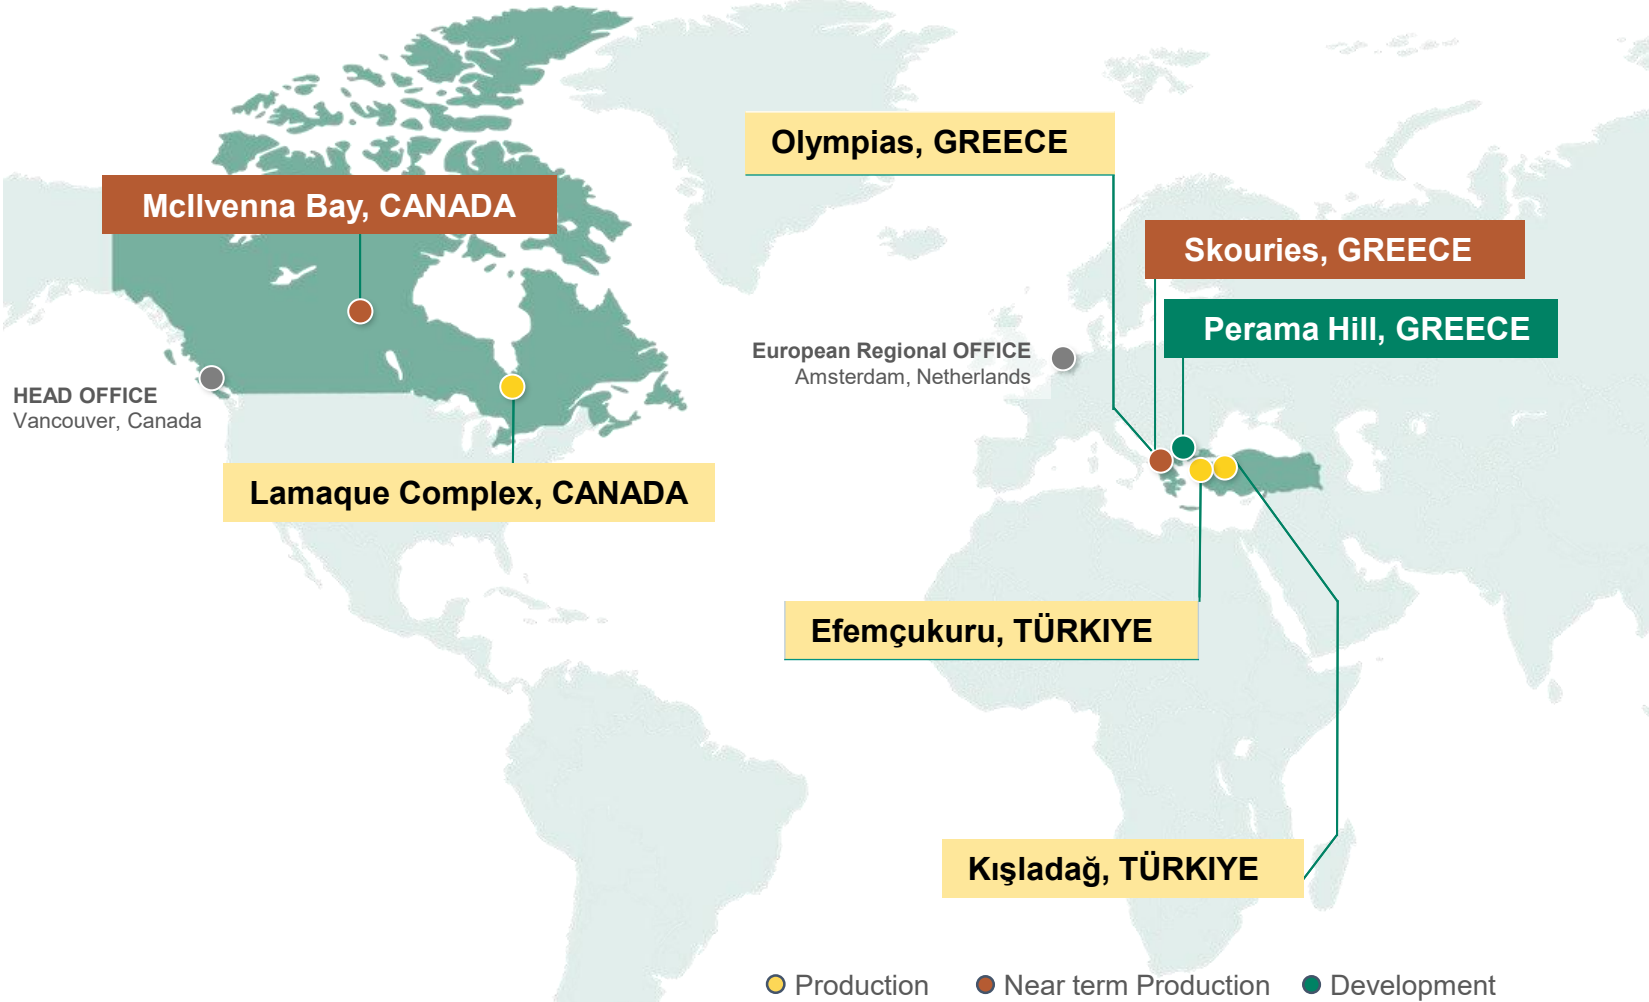 Olympias, GREECE
McIlvenna Bay, CANADA
Skouries, GREECE
Perama Hill, GREECE
European Regional OFFICE
Amsterdam, Netherlands
HEAD OFFICE
Vancouver, Canada
Lamaque Complex, CANADA
Efemçukuru, TÜRKIYE
Kışladağ, TÜRKIYE
Production
Near term Production
Development